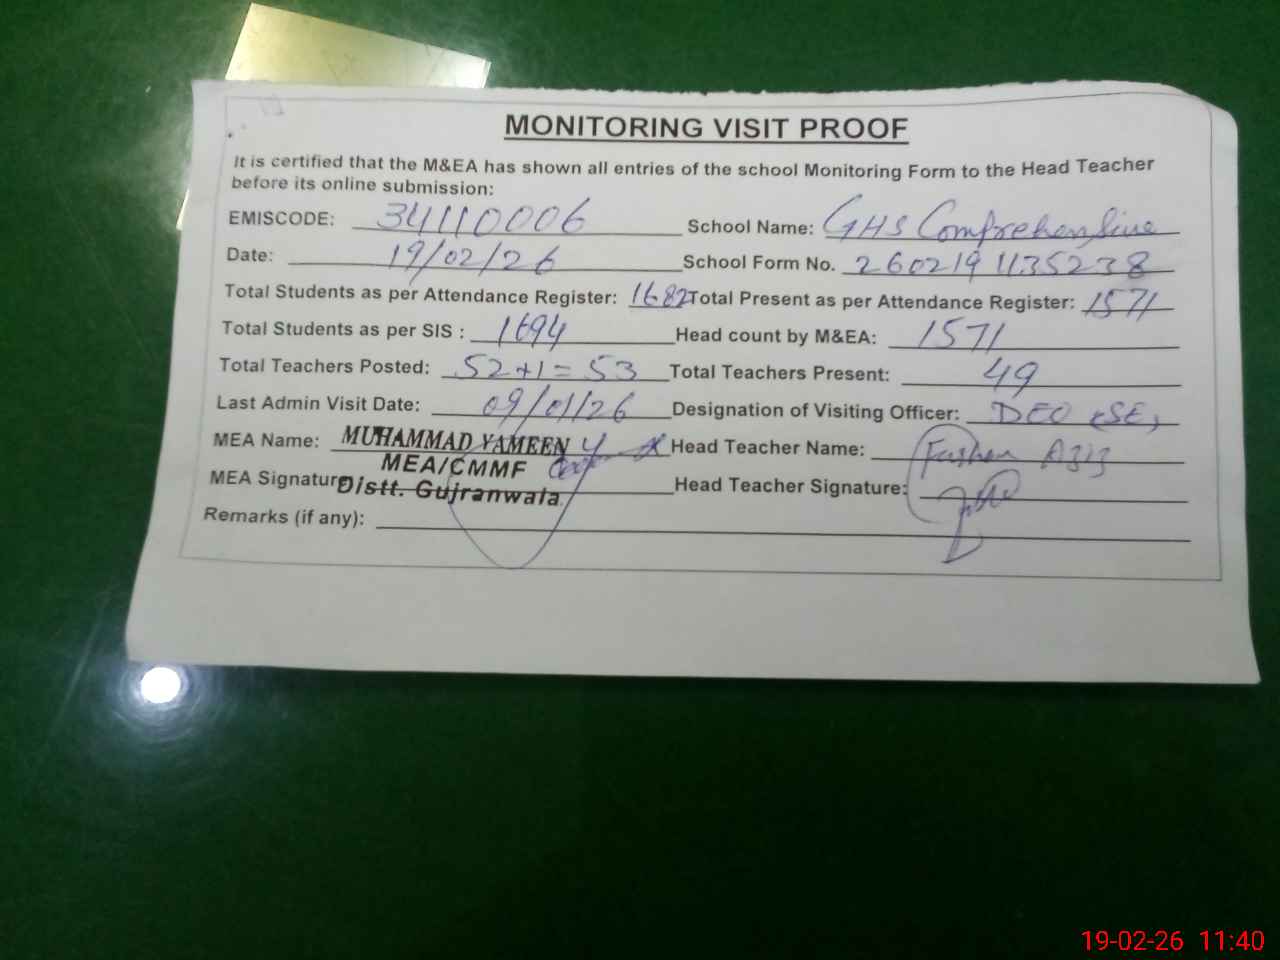 MONITORING VISIT PROOF
It is certified that the M&EA has shown all entries of the school Monitoring Form to the Head Teacher
before its online submission:
EMISCODE: 34110006 School Name: GHS Comprehensive
Date: 19/02/26 School Form No. 260219 1135238
Total Students as per Attendance Register: 1682 Total Present as per Attendance Register: 1571
Total Students as per SIS : 1694 Head count by M&EA: 1571
Total Teachers Posted: 52+1= 53 Total Teachers Present: 49
Last Admin Visit Date: 09/01/26 Designation of Visiting Officer: DEO (SE)
MEA Name: MUHAMMAD YAMEEN Head Teacher Name: Aziz
MEA/CMMF
MEA Signature Distt. Gujranwala. Head Teacher Signature:
Remarks (if any):
19-02-26 11:40